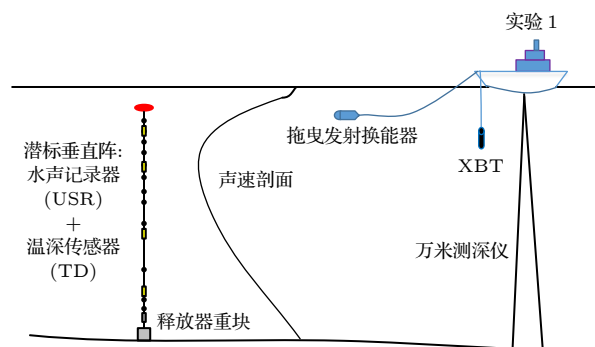 实验 1
拖曳发射换能器
XBT
潜标垂直阵:
水声记录器
(USR)
+
温深传感器
(TD)
声速剖面
万米测深仪
释放器重块